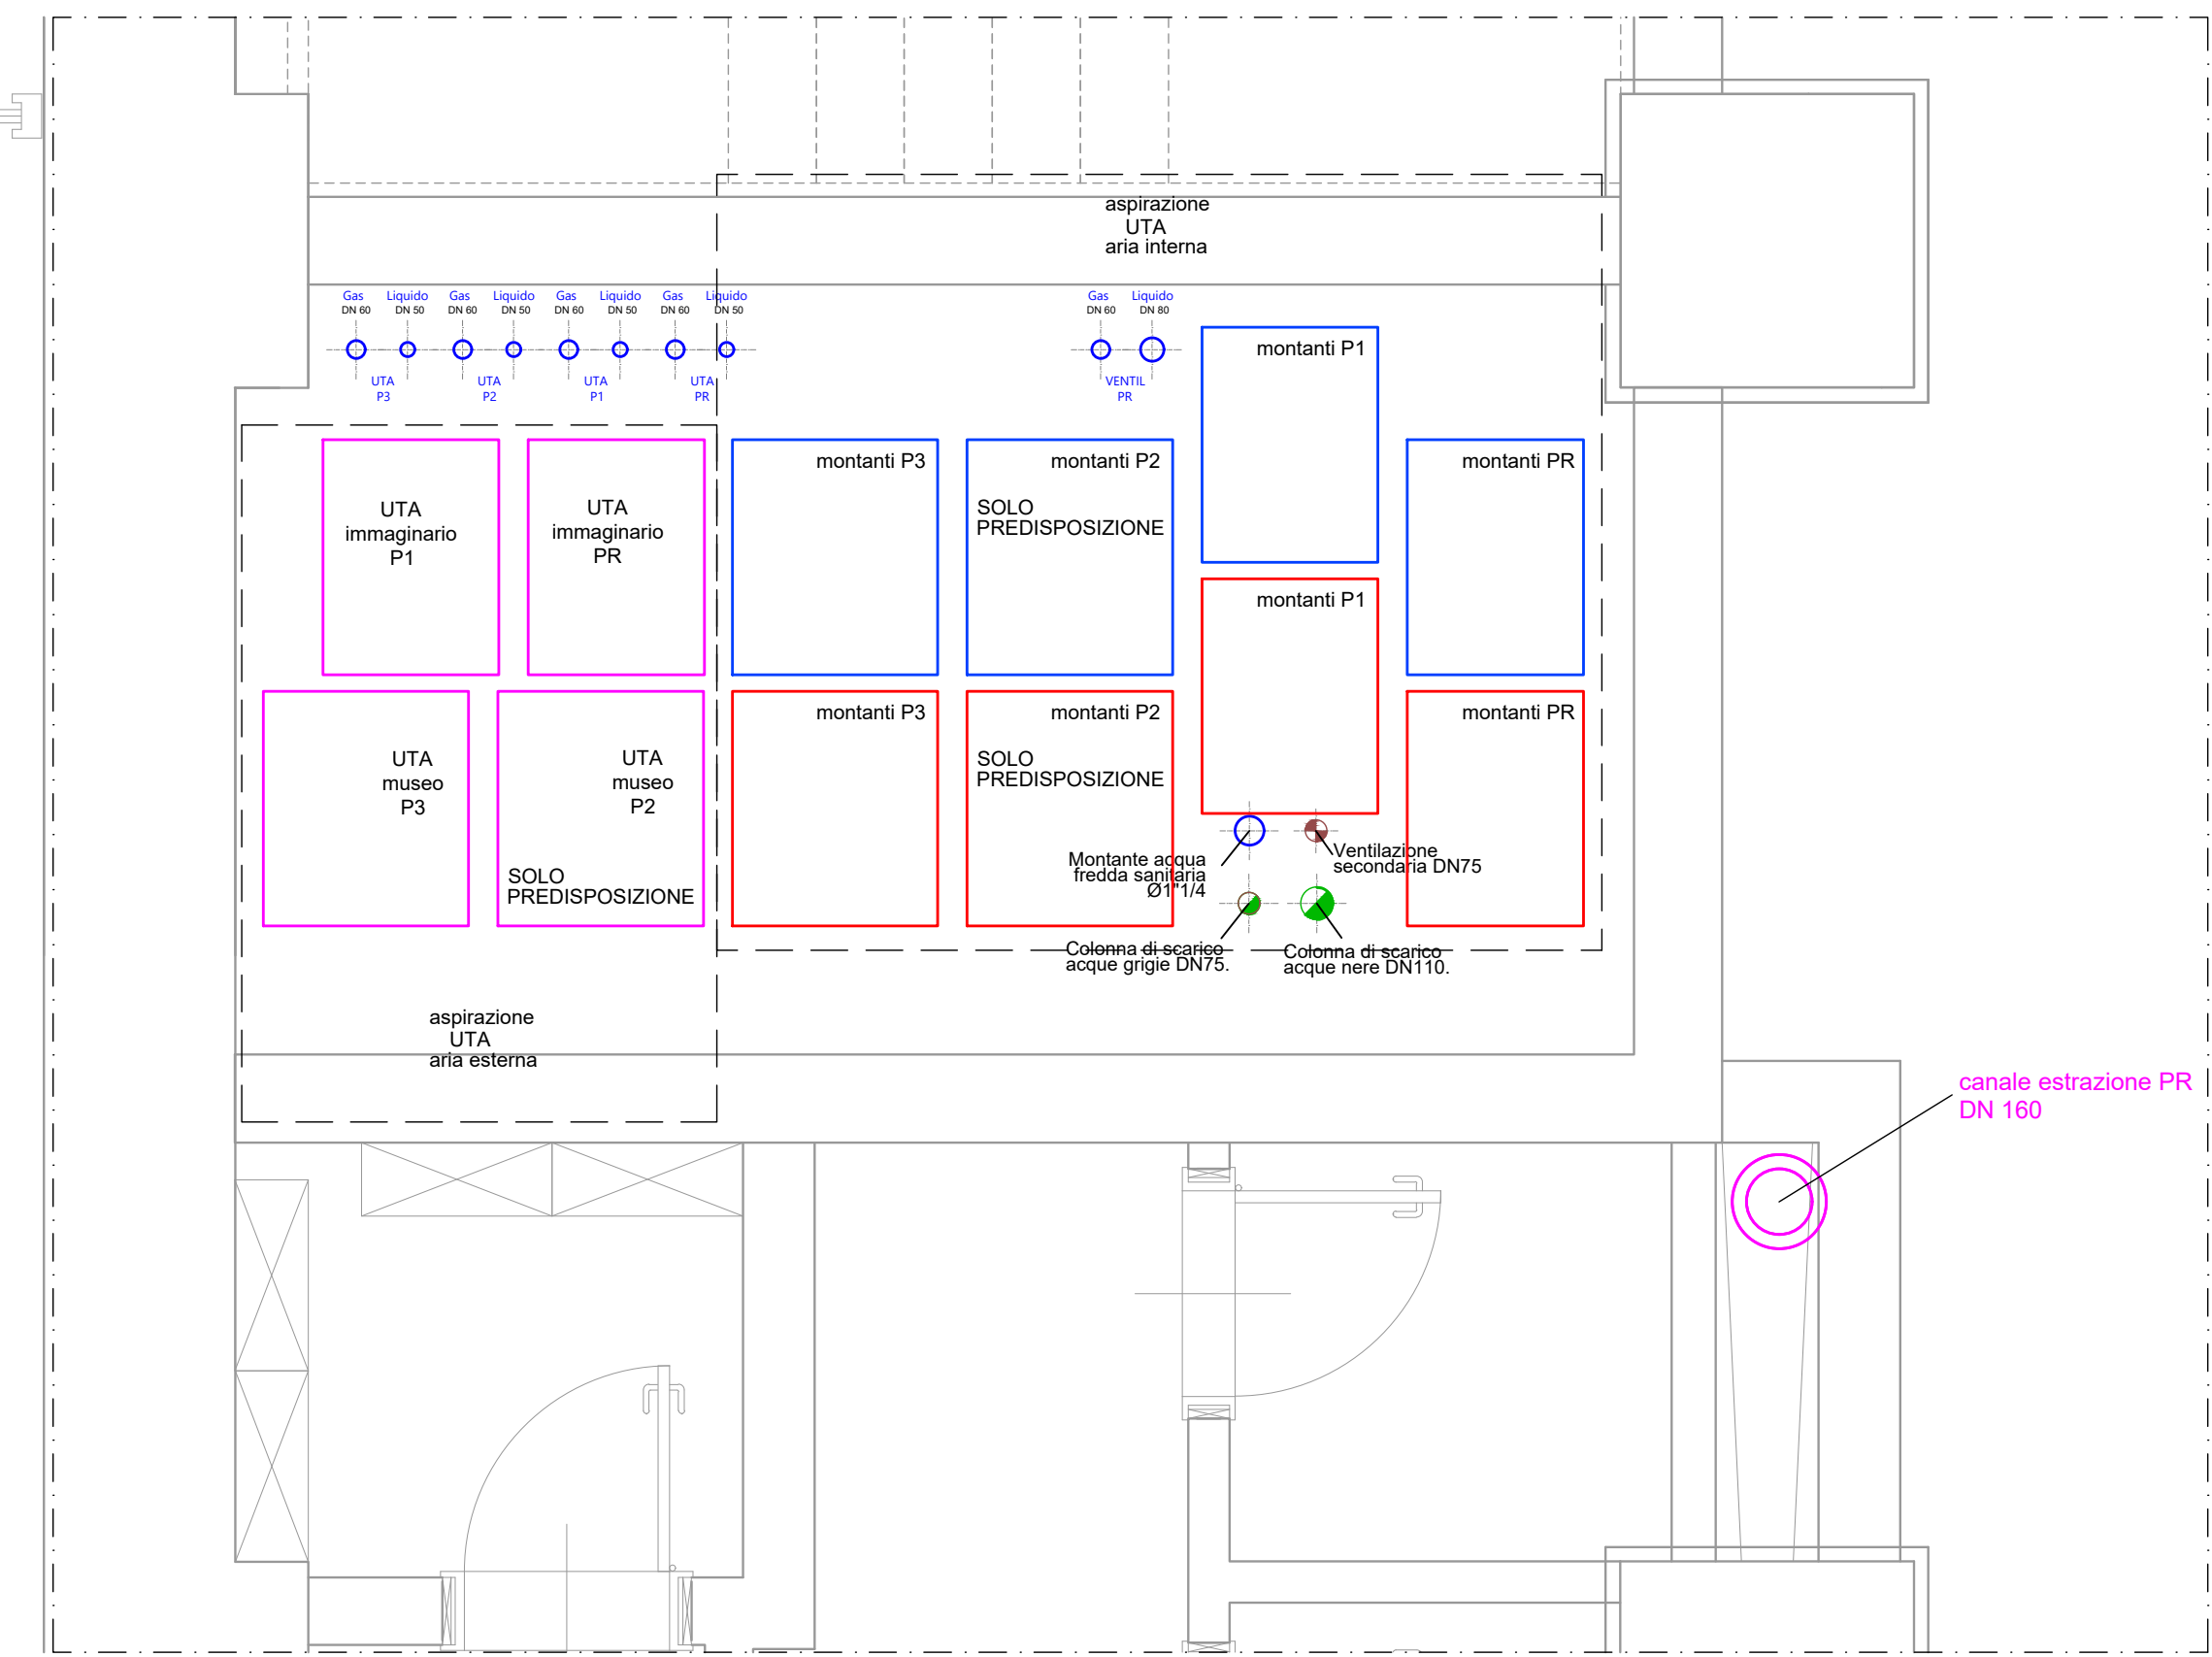 aspirazione
UTA
aria interna
Gas
DN 60
Liquido
DN 50
Gas
DN 60
Liquido
DN 50
Gas
DN 60
Liquido
DN 50
Gas
DN 60
Liquido
DN 50
Gas
DN 60
Liquido
DN 80
UTA
P3
UTA
P2
UTA
P1
UTA
PR
VENTIL
PR
montanti P1
montanti P3
montanti P2
SOLO
PREDISPOSIZIONE
montanti PR
UTA
immaginario
P1
UTA
immaginario
PR
montanti P1
montanti P3
montanti P2
SOLO
PREDISPOSIZIONE
montanti PR
UTA
museo
P3
UTA
museo
P2
SOLO
PREDISPOSIZIONE
Montante acqua
fredda sanitaria
Ø1"1/4
Ventilazione
secondaria DN75
Colonna di scarico
acque grigie DN75.
Colonna di scarico
acque nere DN110.
aspirazione
UTA
aria esterna
canale estrazione PR
DN 160